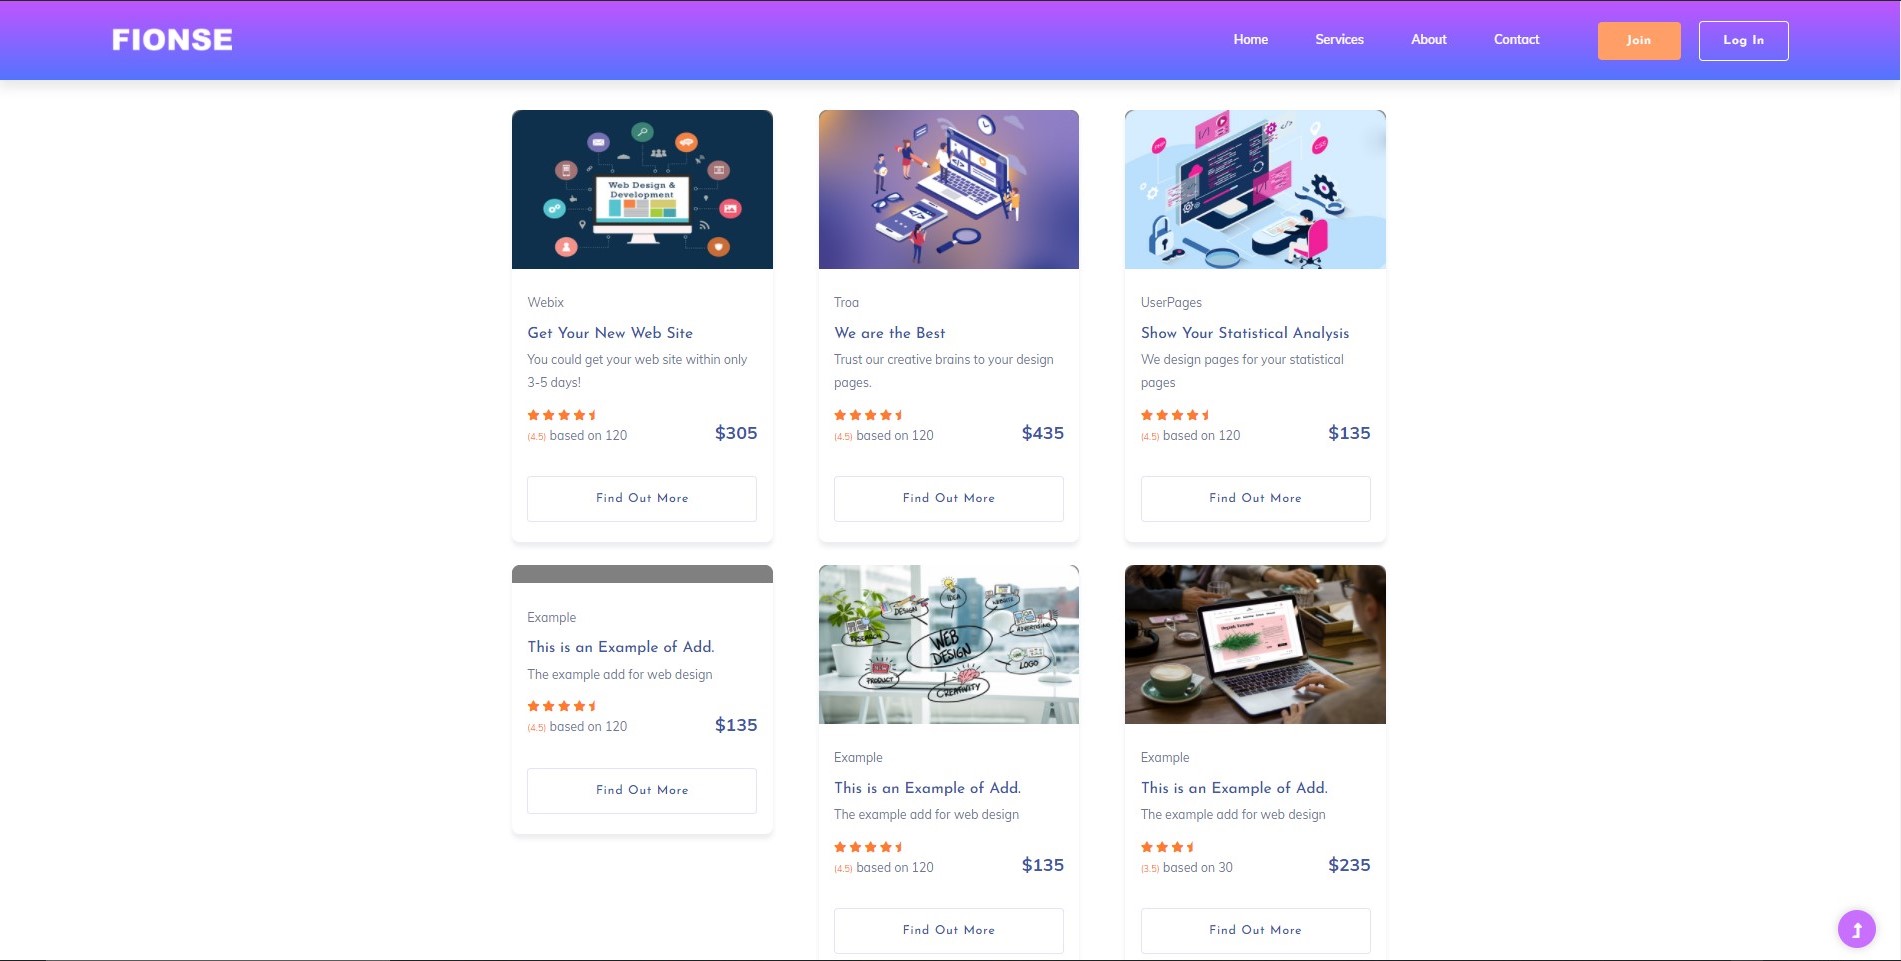 FIONSE
Home
Services
About
Contact
Join
Log In
Web Design &
Development
Webix
Get Your New Web Site
You could get your web site within only
3-5 days!
(4.5) based on 120
$305
Find Out More
Troa
We are the Best
Trust our creative brains to your design
pages.
(4.5) based on 120
$435
Find Out More
UserPages
Show Your Statistical Analysis
We design pages for your statistical
pages
(4.5) based on 120
$135
Find Out More
Example
This is an Example of Add.
The example add for web design
(4.5) based on 120
$135
Find Out More
IDEA
DESIGN
WEBSITE
RESEARCH
ADVERTISING
WEB
DESIGN
LOGO
PRODUCT
CREATIVITY
Example
This is an Example of Add.
The example add for web design
(4.5) based on 120
$135
Find Out More
Example
This is an Example of Add.
The example add for web design
(3.5) based on 30
$235
Find Out More